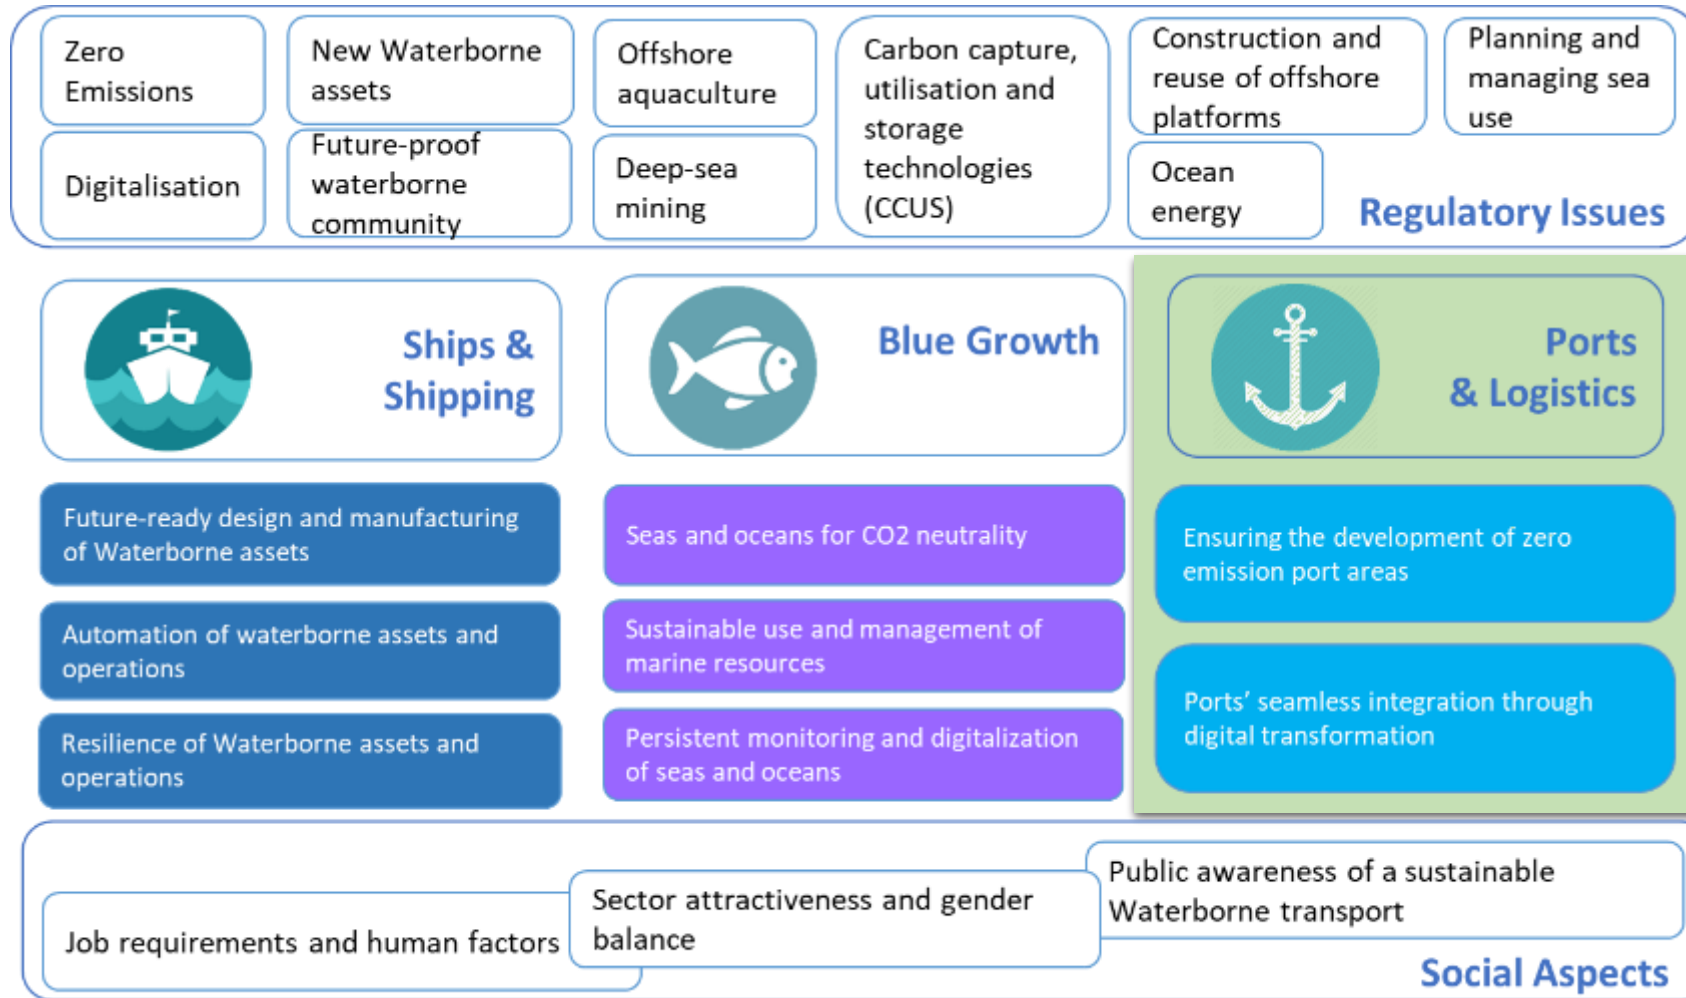 Zero
Emissions
New Waterborne
assets
Offshore
aquaculture
Carbon capture,
utilisation and
storage
technologies
(CCUS)
Construction and
reuse of offshore
platforms
Planning and
managing sea
use
Digitalisation
Future-proof
waterborne
community
Deep-sea
mining
Ocean
energy
Regulatory Issues
Ships &
Shipping
Blue Growth
Ports
& Logistics
Future-ready design and manufacturing
of Waterborne assets
Automation of waterborne assets and
operations
Resilience of Waterborne assets and
operations
Seas and oceans for CO2 neutrality
Sustainable use and management of
marine resources
Persistent monitoring and digitalization
of seas and oceans
Ensuring the development of zero
emission port areas
Ports’ seamless integration through
digital transformation
Job requirements and human factors
Sector attractiveness and gender
balance
Public awareness of a sustainable
Waterborne transport
Social Aspects